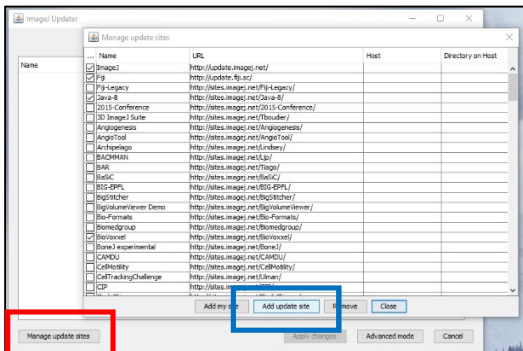 ImageJ Updater
Manage update sites
... Name URL Host Directory on Host
Name
ImageJ http://update.imagej.net/
Fiji http://update.fiji.sc/
Fiji-Legacy http://sites.imagej.net/Fiji-Legacy/
Java-8 http://sites.imagej.net/Java-8/
2015-Conference http://sites.imagej.net/2015-Conference/
3D ImageJ Suite http://sites.imagej.net/Tboudier/
Angiogenesis http://sites.imagej.net/Angiogenesis/
AngioTool http://sites.imagej.net/AngioTool/
Archipelago http://sites.imagej.net/Lindsey/
BACMMAN http://sites.imagej.net/Ljp/
BAR http://sites.imagej.net/Tiago/
BaSiC http://sites.imagej.net/BaSiC/
BIG-EPFL http://sites.imagej.net/BIG-EPFL/
BigStitcher http://sites.imagej.net/BigStitcher/
BigVolumeViewer Demo http://sites.imagej.net/BigVolumeViewer/
Bio-Formats http://sites.imagej.net/Bio-Formats/
Biomedgroup http://sites.imagej.net/Biomedgroup/
BioVoxxel http://sites.imagej.net/BioVoxxel/
BoneJ experimental http://sites.imagej.net/BoneJ/
CAMDU http://sites.imagej.net/CAMDU/
CellMotility http://sites.imagej.net/CellMotility/
CellTrackingChallenge http://sites.imagej.net/Ulman/
CIP http://sites.imagej.net/CIP/
Add my site Add update site Remove Close
Manage update sites Apply changes Advanced mode Cancel